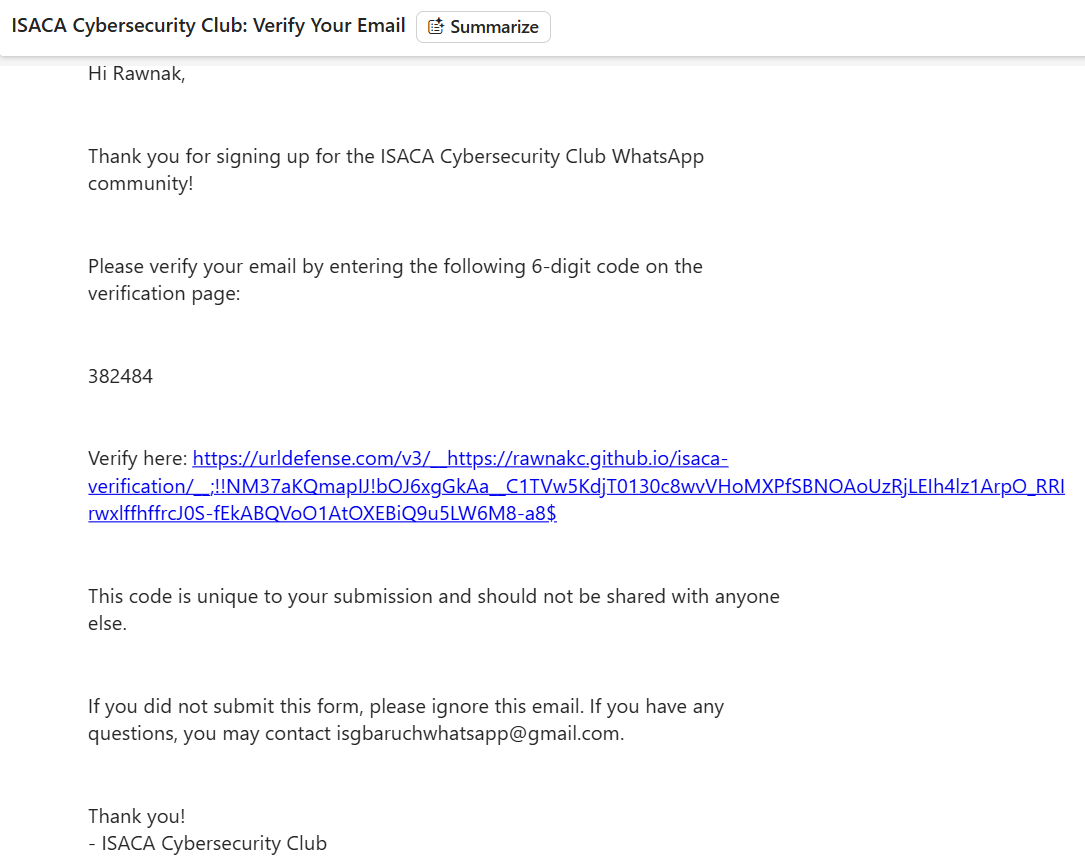 ISACA Cybersecurity Club: Verify Your Email Summarize
Hi Rawnak,
Thank you for signing up for the ISACA Cybersecurity Club WhatsApp
community!
Please verify your email by entering the following 6-digit code on the
verification page:
382484
Verify here: https://urldefense.com/v3/__https://rawnakc.github.io/isaca-
verification/__;!!NM37aKQmapIJ!bOJ6xgGkAa__C1TVw5KdjT0130c8wvVHoMXPfSBNOAoUzRjLEIh4lz1ArpO_RRI
rwxlffhffrcJ0S-fEkABQVoO1AtOXEBiQ9u5LW6M8-a8$
This code is unique to your submission and should not be shared with anyone
else.
If you did not submit this form, please ignore this email. If you have any
questions, you may contact isgbaruchwhatsapp@gmail.com.
Thank you!
- ISACA Cybersecurity Club